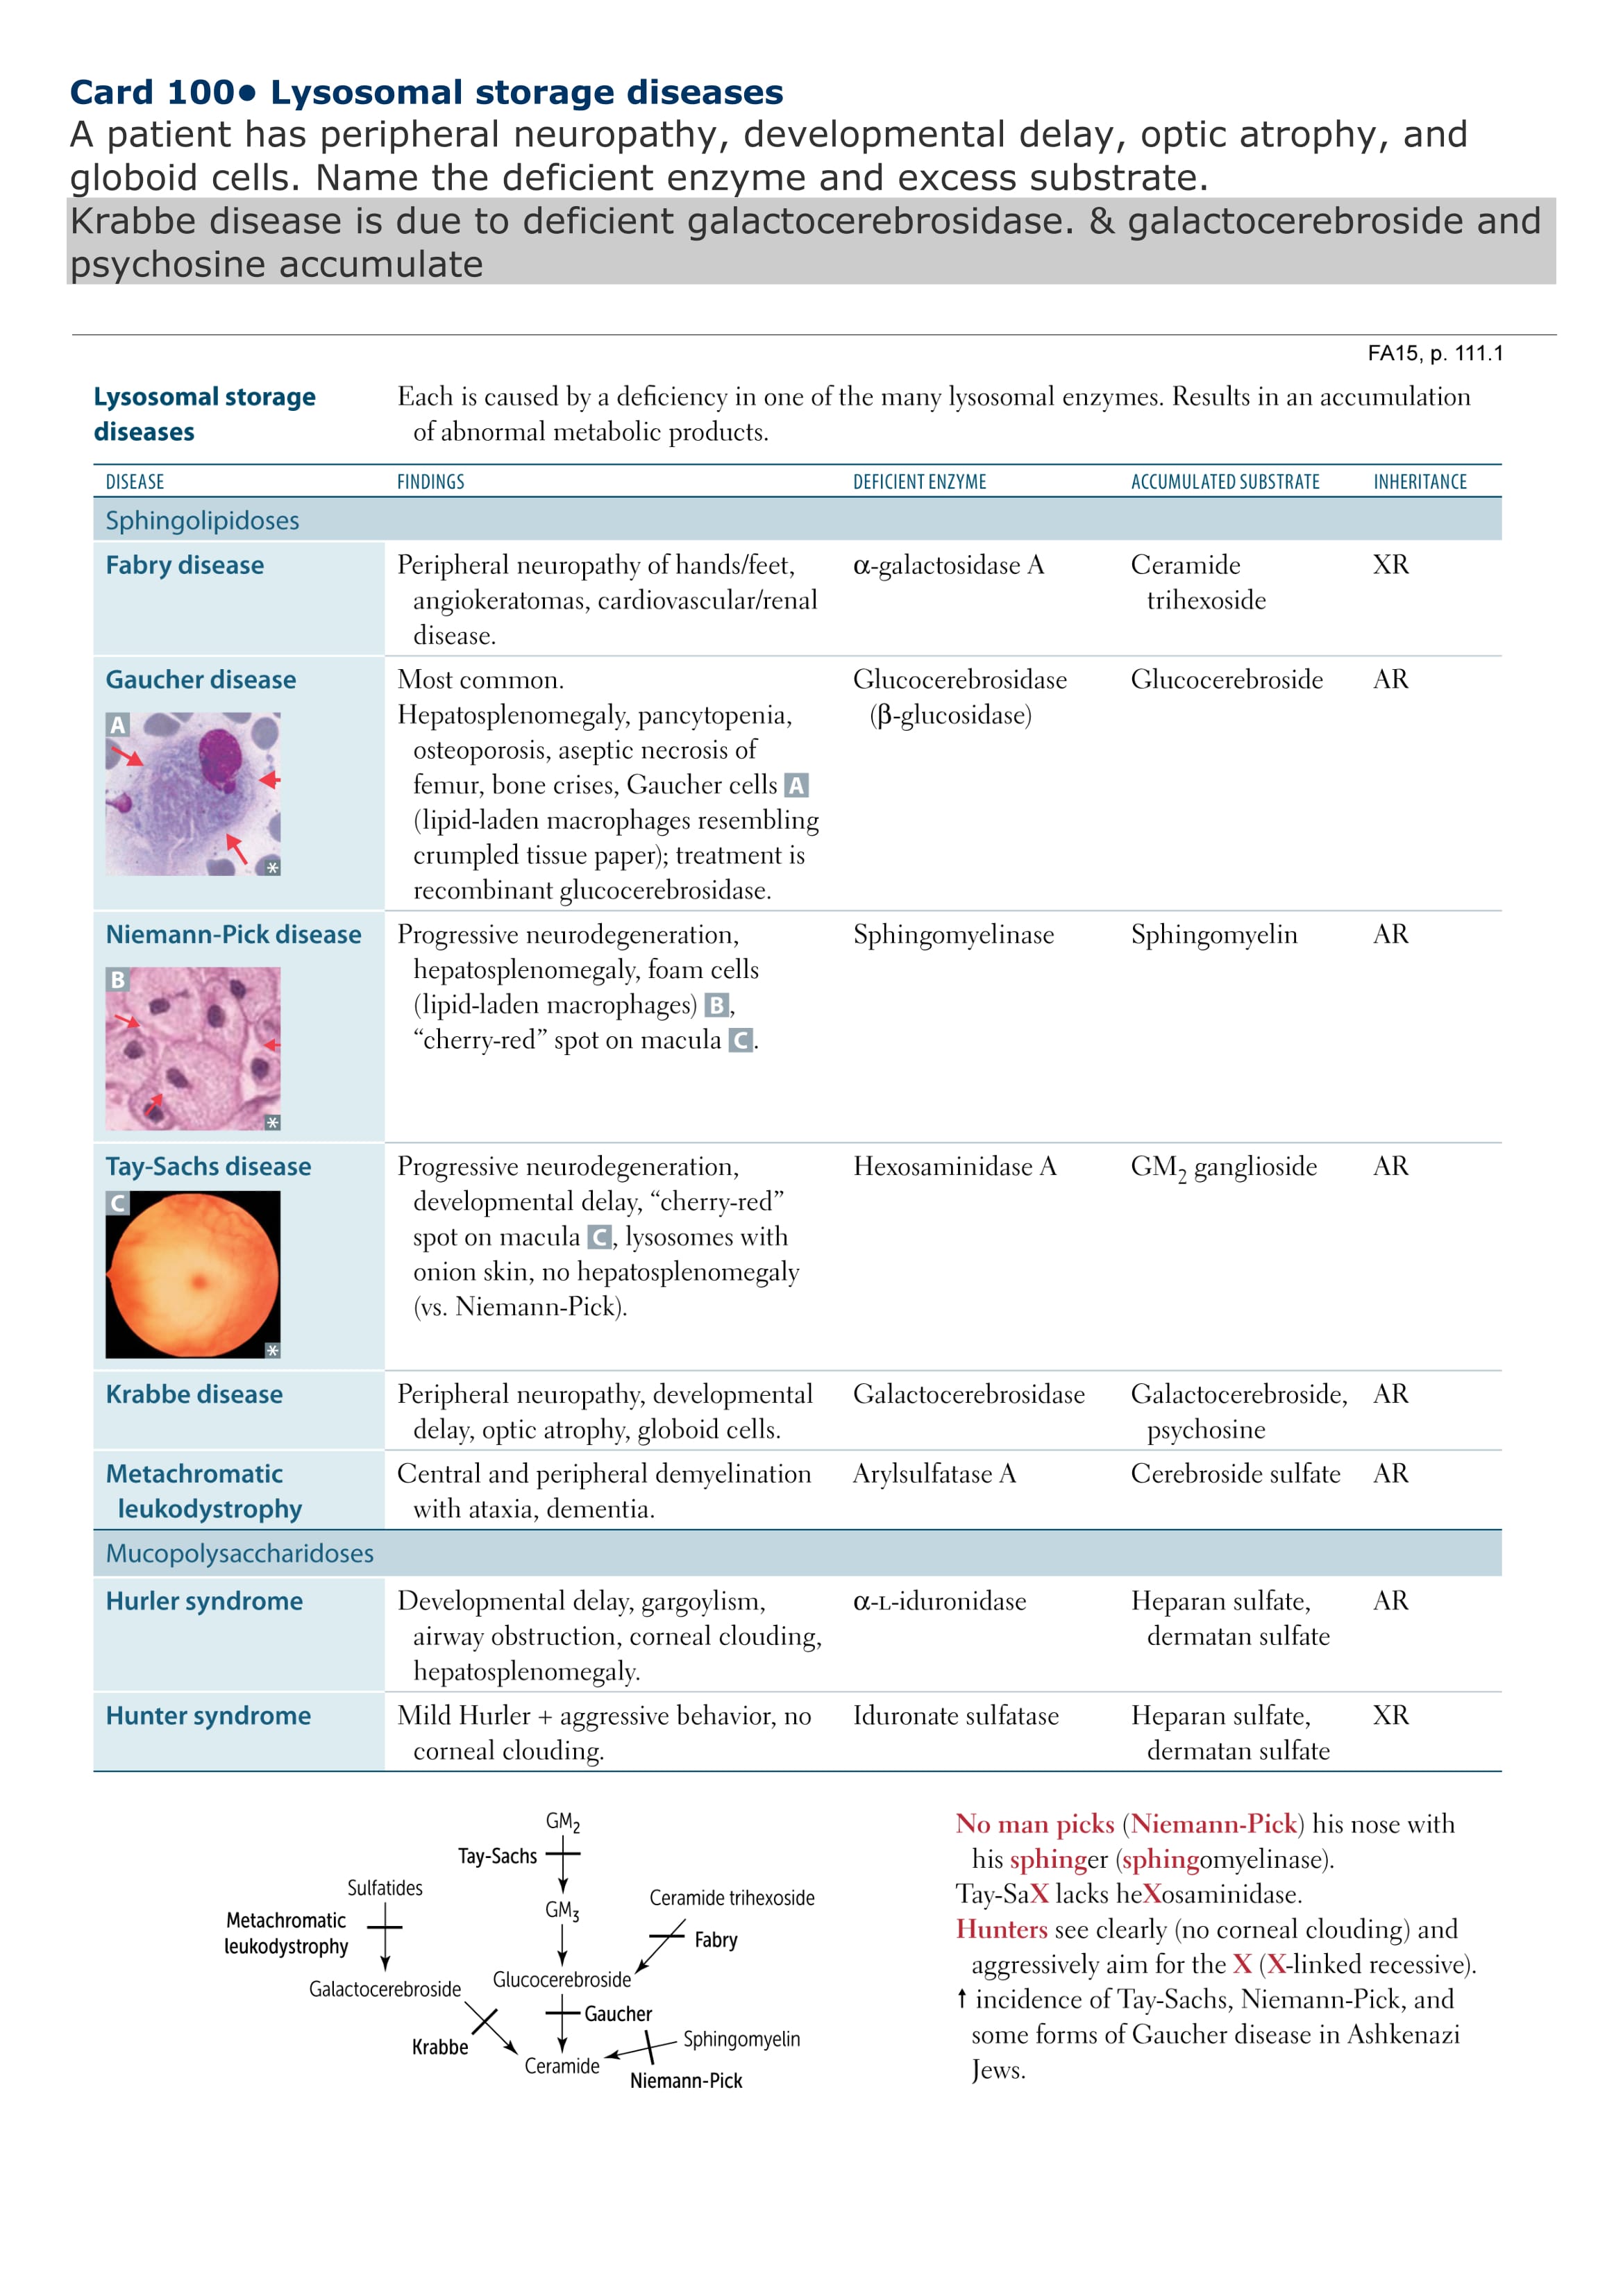 Card 100• Lysosomal storage diseases
A patient has peripheral neuropathy, developmental delay, optic atrophy, and
globoid cells. Name the deficient enzyme and excess substrate.
Krabbe disease is due to deficient galactocerebrosidase. & galactocerebroside and
psychosine accumulate
FA15, p. 111.1
Lysosomal storage
diseases
Each is caused by a deficiency in one of the many lysosomal enzymes. Results in an accumulation
of abnormal metabolic products.
DISEASE FINDINGS DEFICIENT ENZYME ACCUMULATED SUBSTRATE INHERITANCE
Sphingolipidoses
Fabry disease Peripheral neuropathy of hands/feet, α-galactosidase A Ceramide XR
angiokeratomas, cardiovascular/renal trihexoside
disease.
Gaucher disease Most common. Glucocerebrosidase Glucocerebroside AR
A Hepatosplenomegaly, pancytopenia, (β-glucosidase)
osteoporosis, aseptic necrosis of
femur, bone crises, Gaucher cells A
(lipid-laden macrophages resembling
crumpled tissue paper); treatment is
* recombinant glucocerebrosidase.
Niemann-Pick disease Progressive neurodegeneration, Sphingomyelinase Sphingomyelin AR
B hepatosplenomegaly, foam cells
(lipid-laden macrophages) B,
“cherry-red” spot on macula C.
*
Tay-Sachs disease Progressive neurodegeneration, Hexosaminidase A GM2 ganglioside AR
C developmental delay, “cherry-red”
spot on macula C, lysosomes with
onion skin, no hepatosplenomegaly
(vs. Niemann-Pick).
*
Krabbe disease Peripheral neuropathy, developmental Galactocerebrosidase Galactocerebroside, AR
delay, optic atrophy, globoid cells. psychosine
Metachromatic Central and peripheral demyelination Arylsulfatase A Cerebroside sulfate AR
leukodystrophy with ataxia, dementia.
Mucopolysaccharidoses
Hurler syndrome Developmental delay, gargoylism, α-L-iduronidase Heparan sulfate, AR
airway obstruction, corneal clouding, dermatan sulfate
hepatosplenomegaly.
Hunter syndrome Mild Hurler + aggressive behavior, no Iduronate sulfatase Heparan sulfate, XR
corneal clouding. dermatan sulfate
GM2
Tay-Sachs
Sulfatides
GM3
Ceramide trihexoside
Metachromatic
leukodystrophy
Fabry
Galactocerebroside
Glucocerebroside
Gaucher
Krabbe
Sphingomyelin
Ceramide
Niemann-Pick
No man picks (Niemann-Pick) his nose with
his sphinger (sphingomyelinase).
Tay-SaX lacks heXosaminidase.
Hunters see clearly (no corneal clouding) and
aggressively aim for the X (X-linked recessive).
↑ incidence of Tay-Sachs, Niemann-Pick, and
some forms of Gaucher disease in Ashkenazi
Jews.